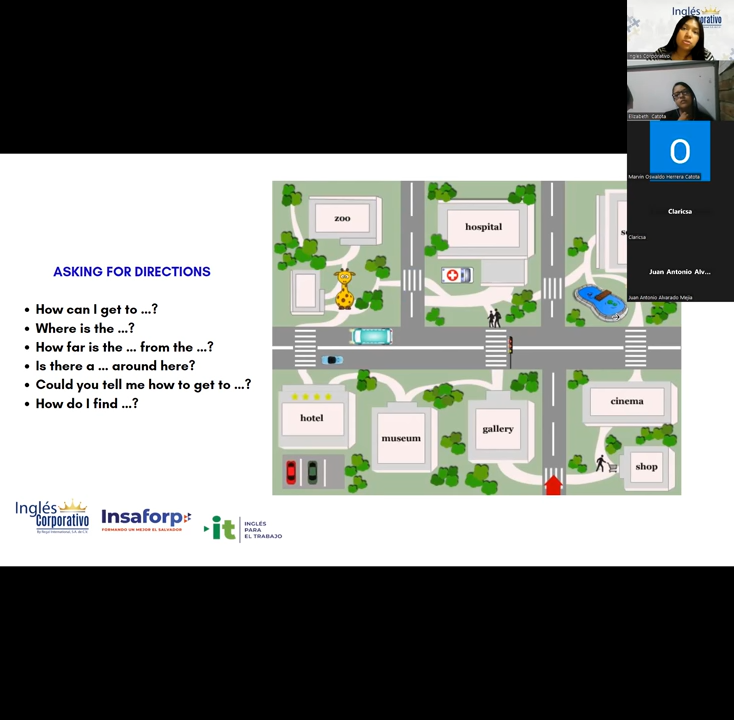 ASKING FOR DIRECTIONS
How can I get to ...?
Where is the ...?
How far is the ... from the ...?
Is there a ... around here?
Could you tell me how to get to ...?
How do I find ...?
zoo
hospital
hotel
museum
gallery
cinema
shop
Inglés
Corporativo
Insaforp
FORMANDO UN MEJOR EL SALVADOR
it
INGLÉS
PARA
EL TRABAJO
Inglés
Inglés Corporativo
Elizabeth Catota
O
Marvin Oswaldo Herrera Catota
Claricsa
Claricsa
Juan Antonio Alv...
Juan Antonio Alvarado Mejia